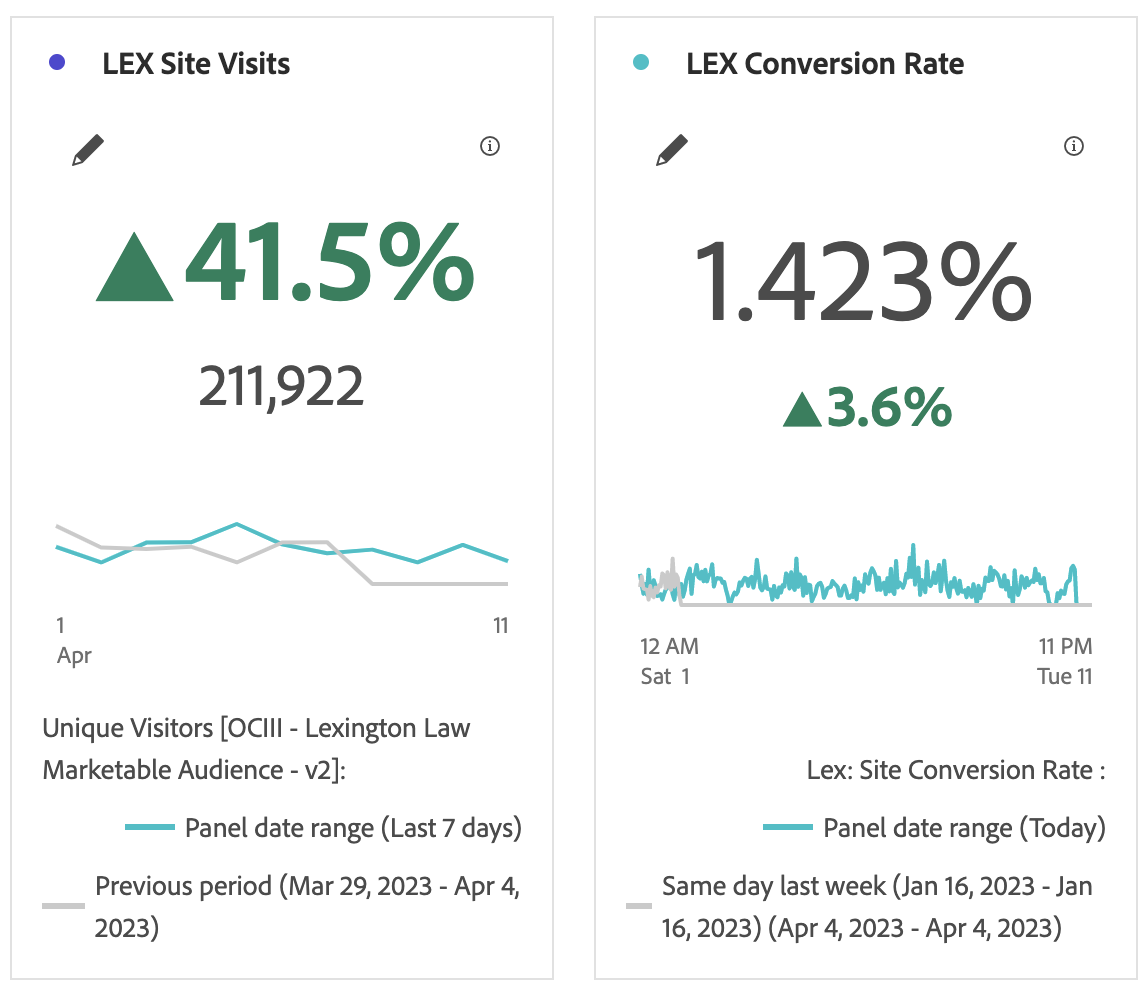 LEX Site Visits
▲41.5%
211,922
1
Apr
11
Unique Visitors [OCIII - Lexington Law
Marketable Audience - v2]:
Panel date range (Last 7 days)
Previous period (Mar 29, 2023 - Apr 4,
2023)
LEX Conversion Rate
1.423%
▲3.6%
12 AM
Sat 1
11 PM
Tue 11
Lex: Site Conversion Rate :
Panel date range (Today)
Same day last week (Jan 16, 2023 - Jan
16, 2023) (Apr 4, 2023 - Apr 4, 2023)